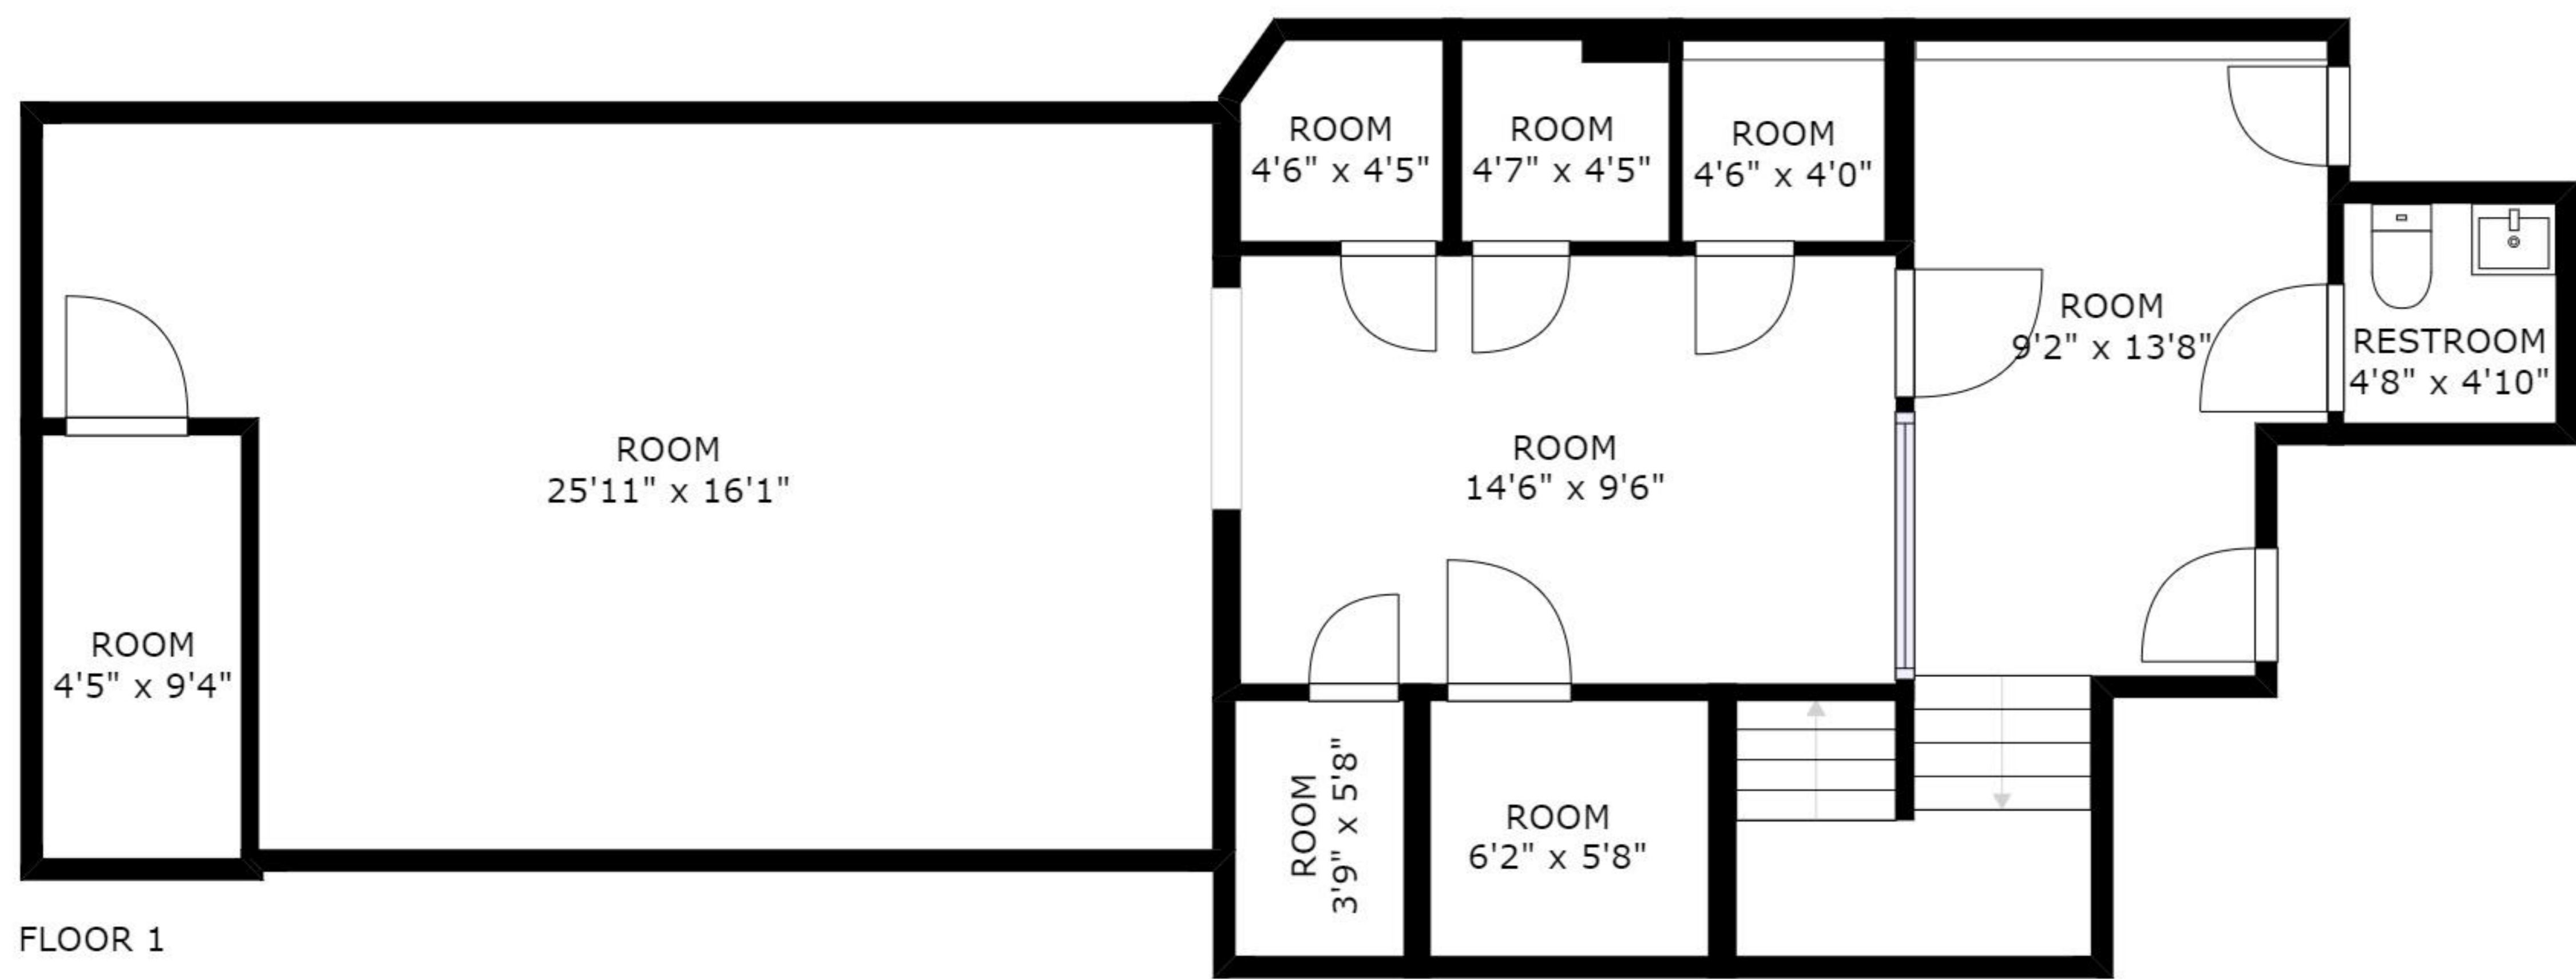 ROOM
4'6" x 4'5"
ROOM
4'7" x 4'5"
ROOM
4'6" x 4'0"
ROOM
9'2" x 13'8"
RESTROOM
4'8" x 4'10"
ROOM
25'11" x 16'1"
ROOM
14'6" x 9'6"
ROOM
4'5" x 9'4"
ROOM
3'9" x 5'8"
ROOM
6'2" x 5'8"
FLOOR 1